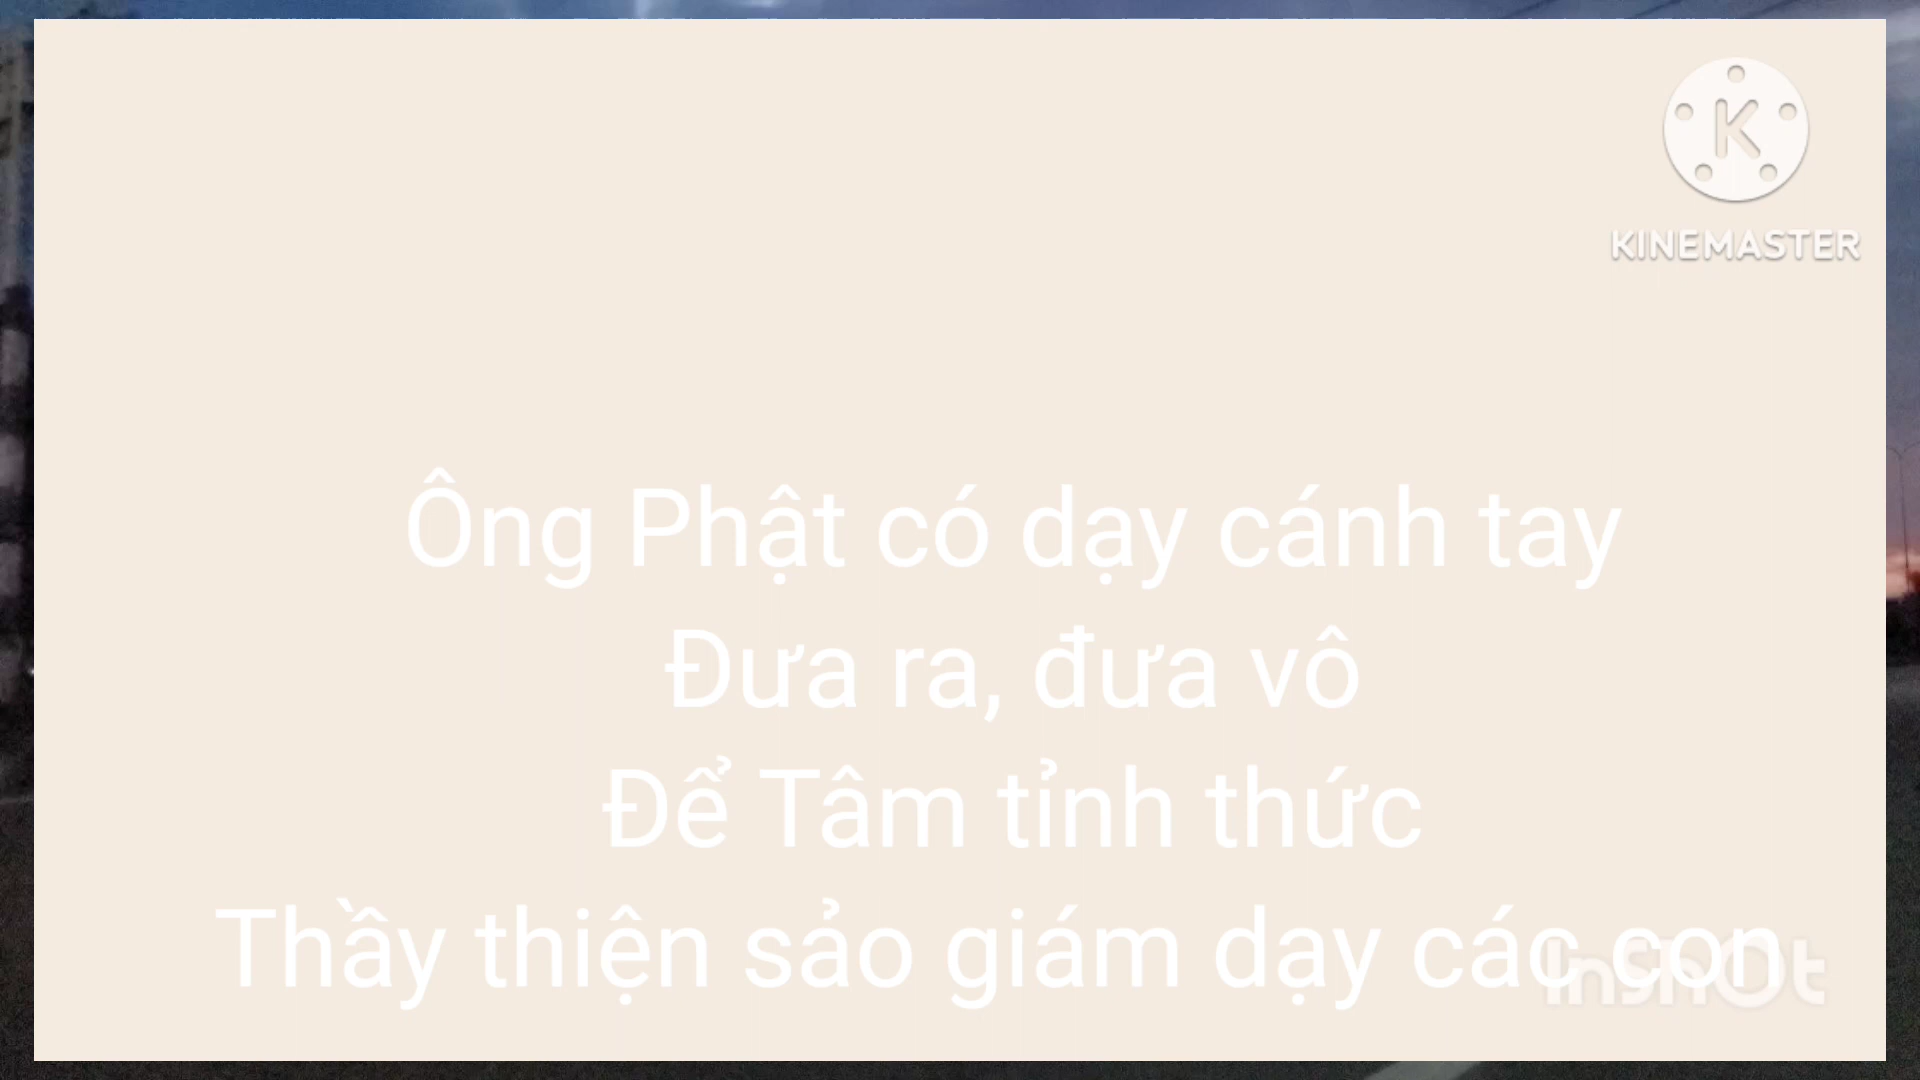 KINEMASTER
Ông Phật có dạy cánh tay
Đưa ra, đưa vô
Để Tâm tỉnh thức
Thầy thiện sảo giám dạy các con
InShOt